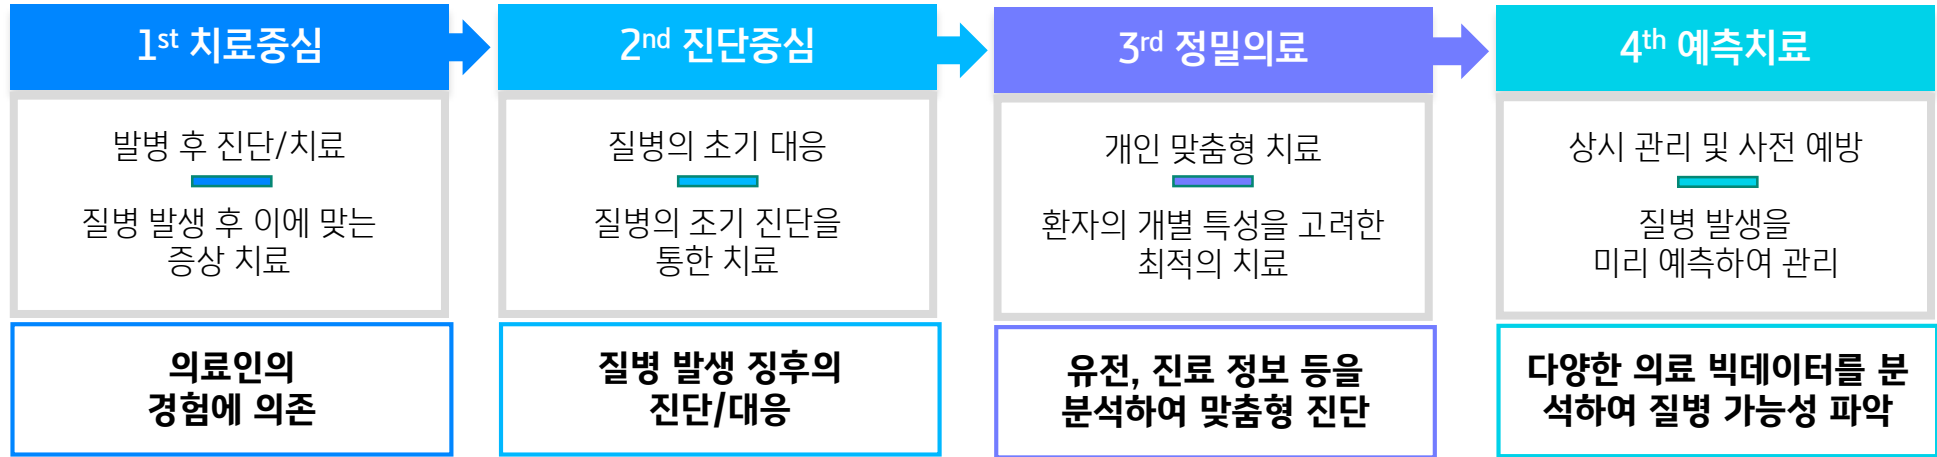 1st 치료중심
발병 후 진단/치료
질병 발생 후 이에 맞는
증상 치료
의료인의
경험에 의존
2nd 진단중심
질병의 초기 대응
질병의 조기 진단을
통한 치료
질병 발생 징후의
진단/대응
3rd 정밀의료
개인 맞춤형 치료
환자의 개별 특성을 고려한
최적의 치료
유전, 진료 정보 등을
분석하여 맞춤형 진단
4th 예측치료
상시 관리 및 사전 예방
질병 발생을
미리 예측하여 관리
다양한 의료 빅데이터를 분
석하여 질병 가능성 파악